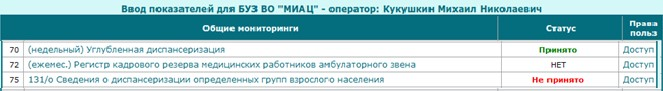 Ввод показателей для БУЗ ВО "МИАЦ" - оператор: Кукушкин Михаил Николаевич
Общие мониторинги Статус Права польз
70 (недельный) Углубленная диспансеризация Принято Доступ
72 (ежемес.) Регистр кадрового резерва медицинских работников амбулаторного звена НЕТ Доступ
75 131/о Сведения о диспансеризации определенных групп взрослого населения Не принято Доступ